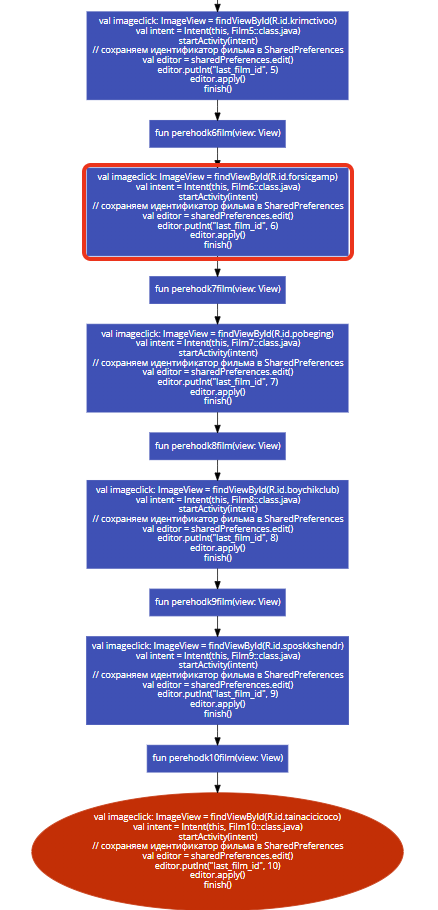 val imageclick: ImageView = findViewById(R.id.krimctivoo)
val intent = Intent(this, Film5::class.java)
startActivity(intent)
// сохраняем идентификатор фильма в SharedPreferences
val editor = sharedPreferences.edit()
editor.putInt("last_film_id", 5)
editor.apply()
finish()
fun perehodk6film(view: View)
val imageclick: ImageView = findViewById(R.id.forsicgamp)
val intent = Intent(this, Film6::class.java)
startActivity(intent)
// сохраняем идентификатор фильма в SharedPreferences
val editor = sharedPreferences.edit()
editor.putInt("last_film_id", 6)
editor.apply()
finish()
fun perehodk7film(view: View)
val imageclick: ImageView = findViewById(R.id.pobeging)
val intent = Intent(this, Film7::class.java)
startActivity(intent)
// сохраняем идентификатор фильма в SharedPreferences
val editor = sharedPreferences.edit()
editor.putInt("last_film_id", 7)
editor.apply()
finish()
fun perehodk8film(view: View)
val imageclick: ImageView = findViewById(R.id.boychikclub)
val intent = Intent(this, Film8::class.java)
startActivity(intent)
// сохраняем идентификатор фильма в SharedPreferences
val editor = sharedPreferences.edit()
editor.putInt("last_film_id", 8)
editor.apply()
finish()
fun perehodk9film(view: View)
val imageclick: ImageView = findViewById(R.id.sposkkshendr)
val intent = Intent(this, Film9::class.java)
startActivity(intent)
// сохраняем идентификатор фильма в SharedPreferences
val editor = sharedPreferences.edit()
editor.putInt("last_film_id", 9)
editor.apply()
finish()
fun perehodk10film(view: View)
val imageclick: ImageView = findViewById(R.id.tainacicicoco)
val intent = Intent(this, Film10::class.java)
startActivity(intent)
// сохраняем идентификатор фильма в SharedPreferences
val editor = sharedPreferences.edit()
editor.putInt("last_film_id", 10)
editor.apply()
finish()